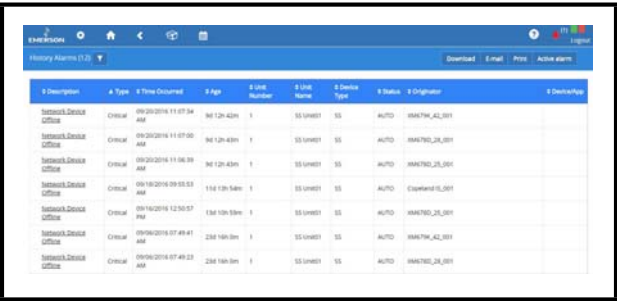 EMERSON (1) Logout
History Alarms (12) Download E-mail Print Active alarm
Description Type Time Occurred Age Unit Number Unit Name Device Type Status Originator Device/App
Network Device Offline Critical 09/20/2016 11:07:34 AM 9d 12h 42m 1 SS Unit01 SS AUTO XM679K_42_001
Network Device Offline Critical 09/20/2016 11:07:00 AM 9d 12h 43m 1 SS Unit01 SS AUTO XM678D_28_001
Network Device Offline Critical 09/20/2016 11:06:39 AM 9d 12h 43m 1 SS Unit01 SS AUTO XM678D_25_001
Network Device Offline Critical 09/18/2016 09:55:53 AM 11d 13h 54m 1 SS Unit01 SS AUTO Copeland IS_001
Network Device Offline Critical 09/16/2016 12:50:57 PM 13d 10h 59m 1 SS Unit01 SS AUTO XM678D_25_001
Network Device Offline Critical 09/06/2016 07:49:41 AM 23d 16h 0m 1 SS Unit01 SS AUTO XM679K_42_001
Network Device Offline Critical 09/06/2016 07:49:23 AM 23d 16h 0m 1 SS Unit01 SS AUTO XM678D_28_001